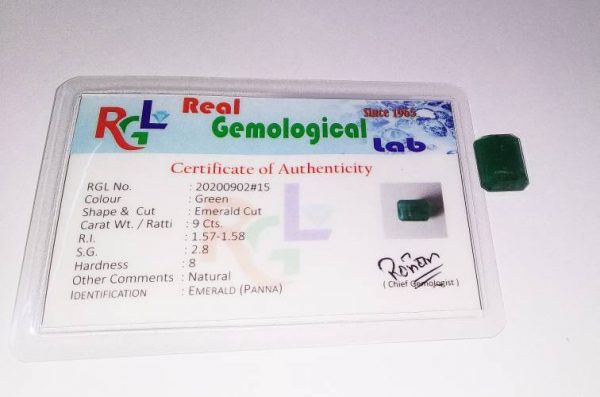 RGL Real Since 1965
Gemological
Lab
Certificate of Authenticity
RGL No. : 20200902#15
Colour : Green
Shape & Cut : Emerald Cut
Carat Wt. / Ratti : 9 Cts.
R.I. : 1.57-1.58
S.G. : 2.8
Hardness : 8
Other Comments : Natural
IDENTIFICATION : EMERALD (PANNA)
RGL
Rohan
( Chief Gemologist )